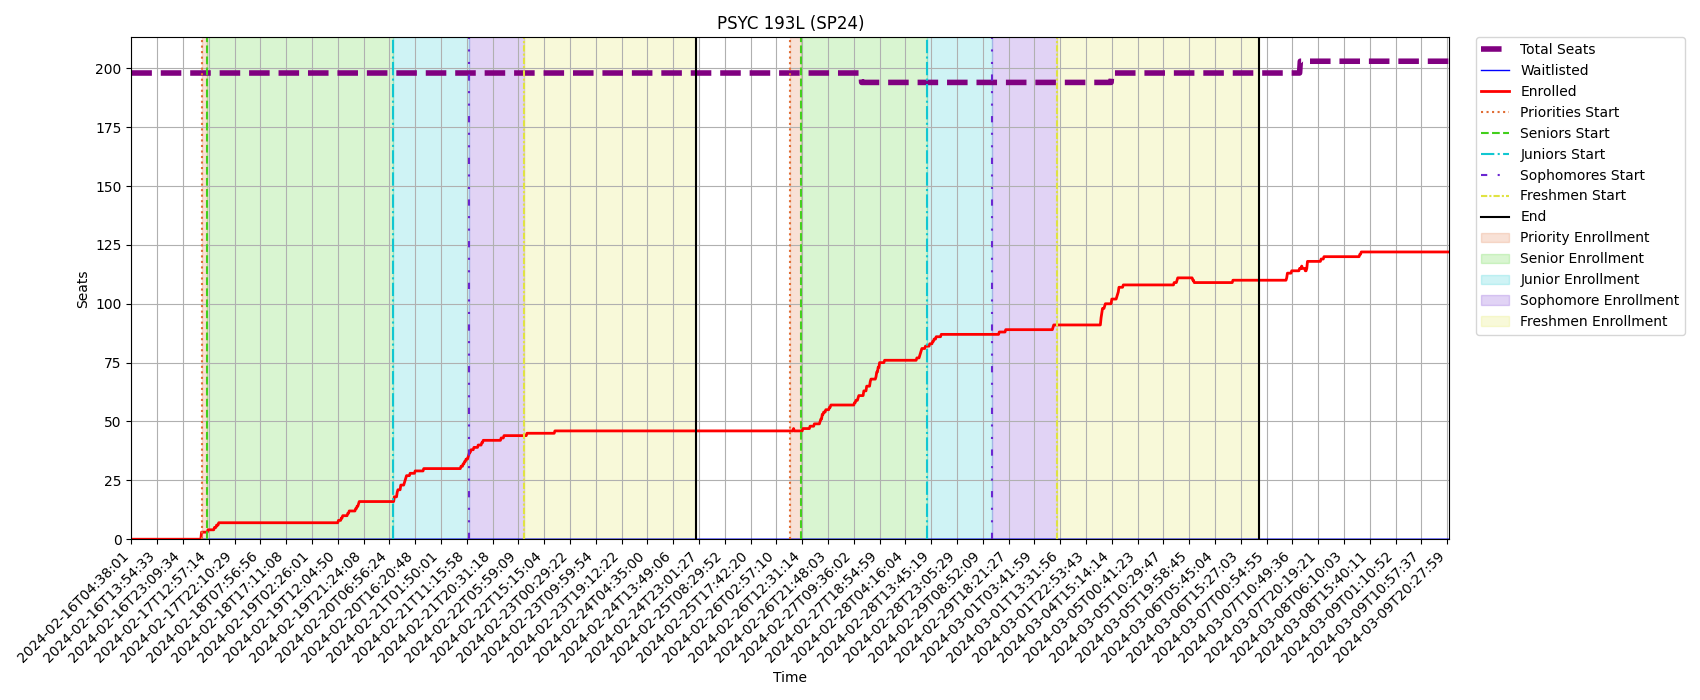 PSYC 193L (SP24)
Seats
200
175
150
125
100
75
50
25
0
2024-02-16T04:38:01
2024-02-16T13:54:33
2024-02-16T23:09:34
2024-02-17T12:57:14
2024-02-17T22:10:29
2024-02-18T07:56:56
2024-02-18T17:11:08
2024-02-19T02:26:01
2024-02-19T12:04:50
2024-02-19T21:24:08
2024-02-20T06:56:24
2024-02-20T16:20:48
2024-02-21T01:50:01
2024-02-21T11:15:58
2024-02-21T20:31:18
2024-02-22T05:59:09
2024-02-22T15:15:04
2024-02-23T00:29:22
2024-02-23T09:59:54
2024-02-23T19:12:22
2024-02-24T04:35:00
2024-02-24T13:49:06
2024-02-24T23:01:27
2024-02-25T08:29:52
2024-02-25T17:42:20
2024-02-26T02:57:10
2024-02-26T12:31:14
2024-02-26T21:48:03
2024-02-27T09:36:02
2024-02-27T18:54:59
2024-02-28T04:16:04
2024-02-28T13:45:19
2024-02-28T23:05:29
2024-02-29T08:52:09
2024-02-29T18:21:27
2024-03-01T03:41:59
2024-03-01T13:31:56
2024-03-01T22:53:43
2024-03-04T15:14:14
2024-03-05T00:41:23
2024-03-05T10:29:47
2024-03-05T19:58:45
2024-03-06T05:45:04
2024-03-06T15:27:03
2024-03-07T00:54:55
2024-03-07T10:49:36
2024-03-07T20:19:21
2024-03-08T06:10:03
2024-03-08T15:40:11
2024-03-09T01:10:52
2024-03-09T10:57:37
2024-03-09T20:27:59
Time
Total Seats
Waitlisted
Enrolled
Priorities Start
Seniors Start
Juniors Start
Sophomores Start
Freshmen Start
End
Priority Enrollment
Senior Enrollment
Junior Enrollment
Sophomore Enrollment
Freshmen Enrollment